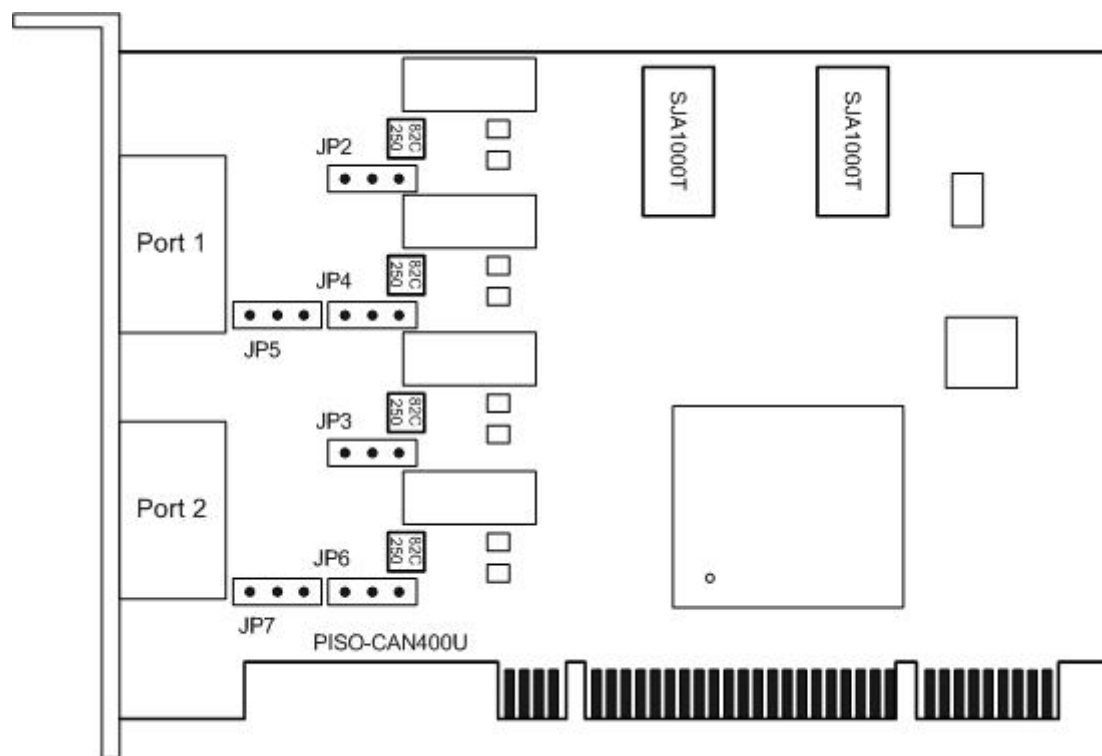 SJA1000T
SJA1000T
82C
250
JP2
Port 1
82C
250
JP4
JP5
82C
250
JP3
Port 2
82C
250
JP6
JP7
PISO-CAN400U